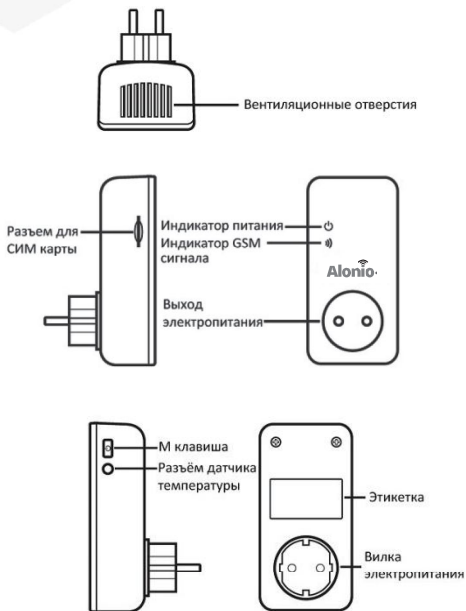 Вентиляционные отверстия
Разъем для
СИМ карты
Индикатор питания
Индикатор GSM
сигнала
Alonio
Выход
электропитания
М клавиша
Разъём датчика
температуры
Этикетка
Вилка
электропитания